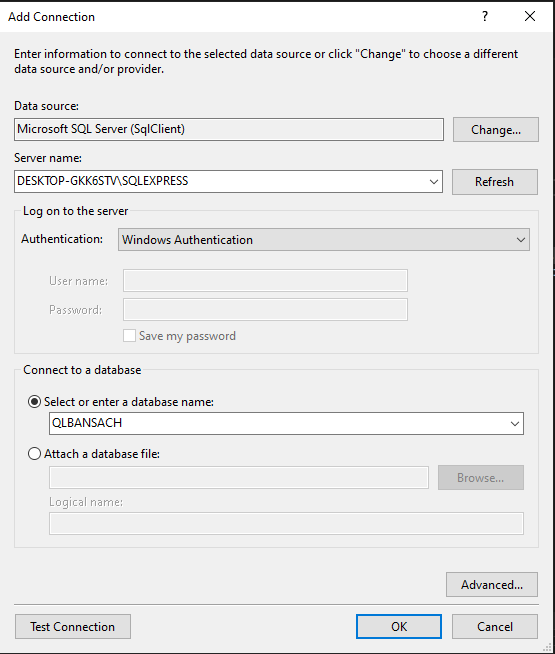 Add Connection
?
Enter information to connect to the selected data source or click "Change" to choose a different
data source and/or provider.
Data source:
Microsoft SQL Server (SqlClient)
Change...
Server name:
DESKTOP-GKK6STV\SQLEXPRESS
Refresh
Log on to the server
Authentication:
Windows Authentication
User name:
Password:
Save my password
Connect to a database
Select or enter a database name:
QLBANSACH
Attach a database file:
Browse...
Logical name:
Advanced...
Test Connection
OK
Cancel